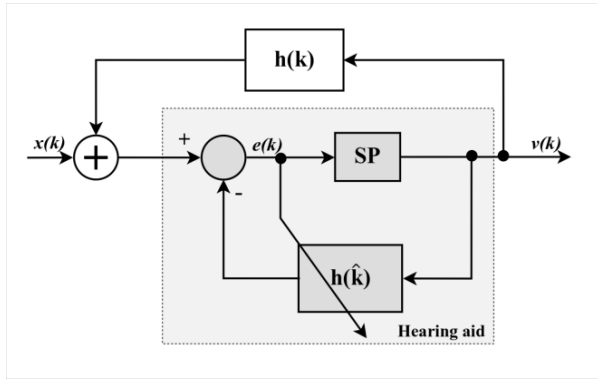 h(k)
x(k)
+
+
e(k)
SP
v(k)
-
h(k̂)
Hearing aid